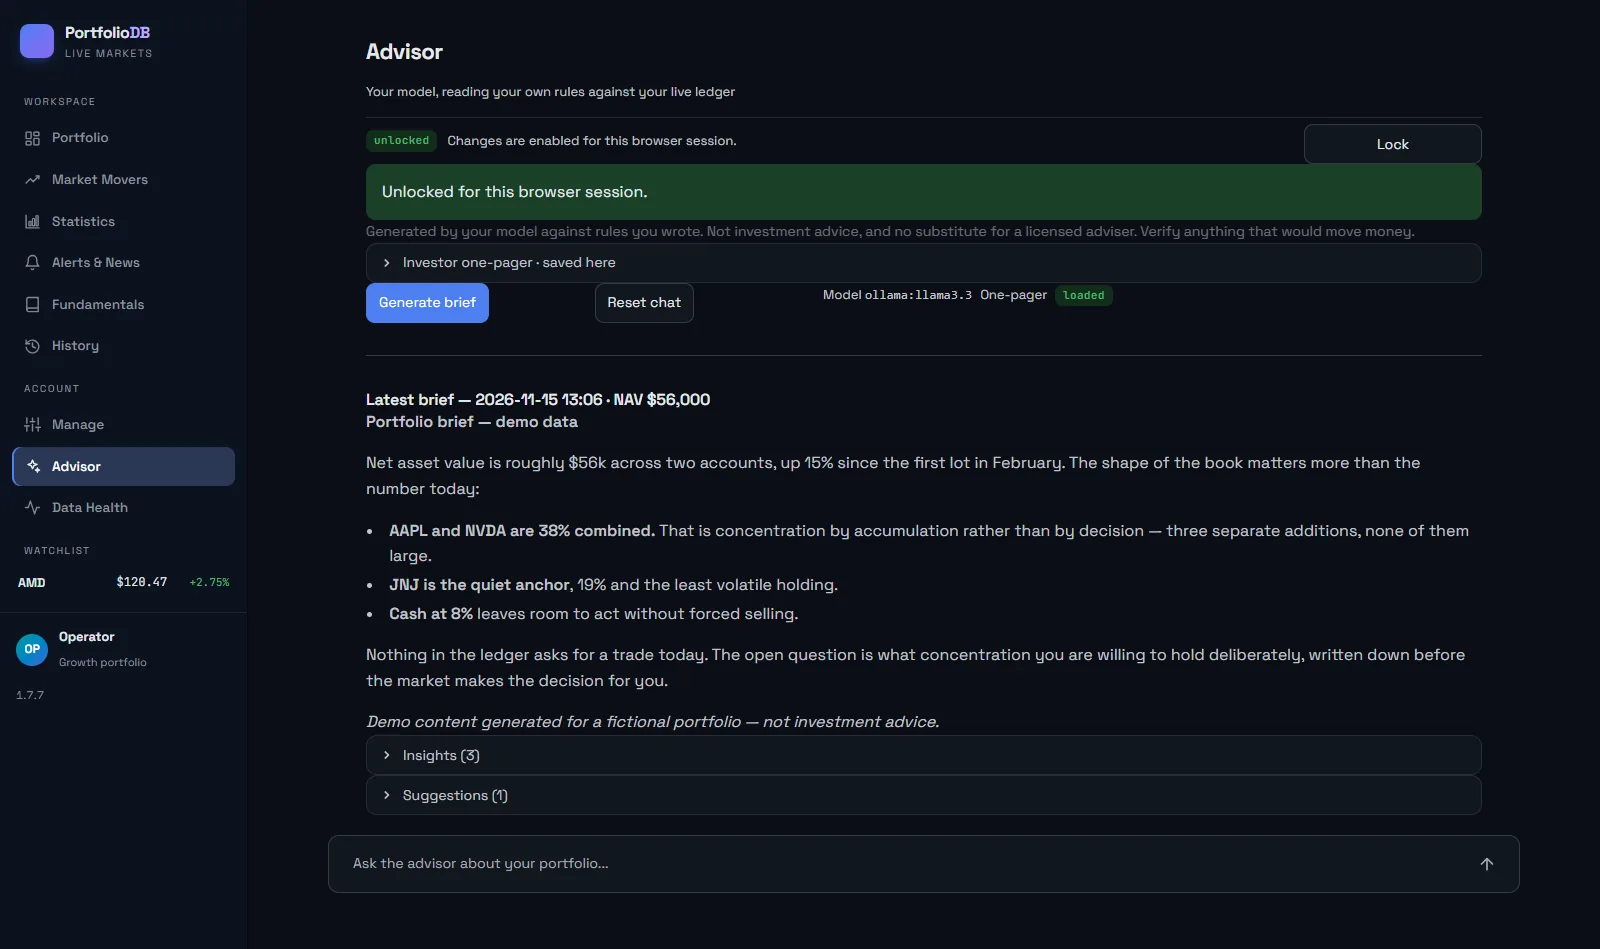 PortfolioDB
LIVE MARKETS
WORKSPACE
Portfolio
Market Movers
Statistics
Alerts & News
Fundamentals
History
ACCOUNT
Manage
Advisor
Data Health
WATCHLIST
AMD $120.47 +2.75%
OP
Operator
Growth portfolio
1.7.7
Advisor
Your model, reading your own rules against your live ledger
unlocked Changes are enabled for this browser session.
Lock
Unlocked for this browser session.
Generated by your model against rules you wrote. Not investment advice, and no substitute for a licensed adviser. Verify anything that would move money.
Investor one-pager · saved here
Generate brief
Reset chat
Model ollama:llama3.3 One-pager loaded
Latest brief — 2026-11-15 13:06 · NAV $56,000
Portfolio brief — demo data
Net asset value is roughly $56k across two accounts, up 15% since the first lot in February. The shape of the book matters more than the
number today:
• AAPL and NVDA are 38% combined. That is concentration by accumulation rather than by decision — three separate additions, none of them
large.
• JNJ is the quiet anchor, 19% and the least volatile holding.
• Cash at 8% leaves room to act without forced selling.
Nothing in the ledger asks for a trade today. The open question is what concentration you are willing to hold deliberately, written down before
the market makes the decision for you.
Demo content generated for a fictional portfolio — not investment advice.
Insights (3)
Suggestions (1)
Ask the advisor about your portfolio...